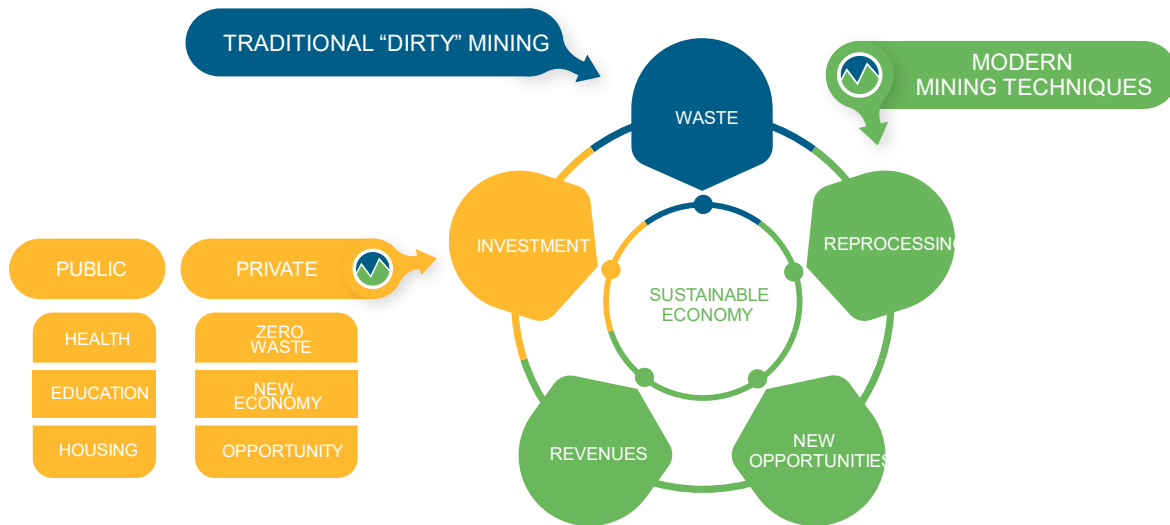 TRADITIONAL “DIRTY” MINING
MODERN
MINING TECHNIQUES
WASTE
INVESTMENT
REPROCESSING
PUBLIC
PRIVATE
SUSTAINABLE
ECONOMY
HEALTH
ZERO
WASTE
EDUCATION
NEW
ECONOMY
HOUSING
OPPORTUNITY
REVENUES
NEW
OPPORTUNITIES